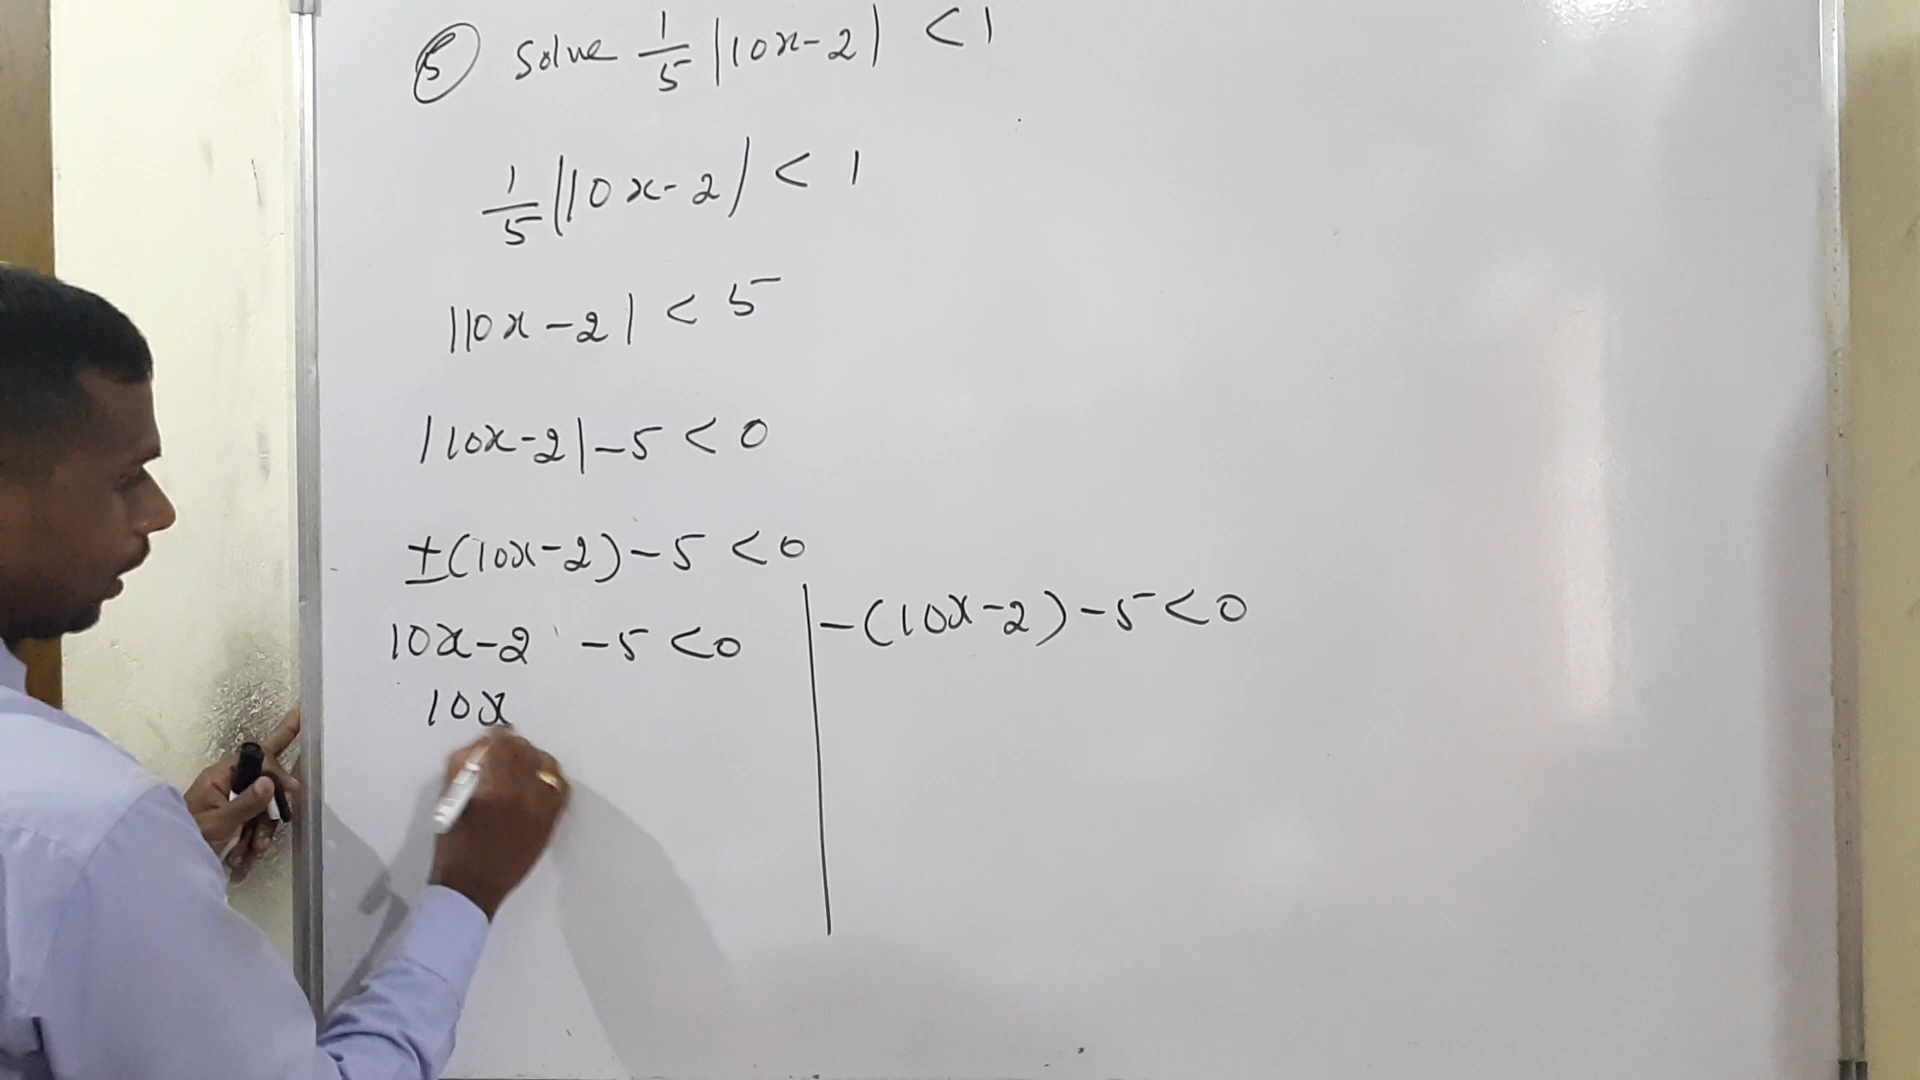 5 Solve 1/5 |10x-2| < 1
1/5 |10x-2| < 1
|10x-2| < 5
|10x-2|-5 < 0
±(10x-2)-5 < 0
10x-2 -5 <0
-(10x-2)-5<0
10x